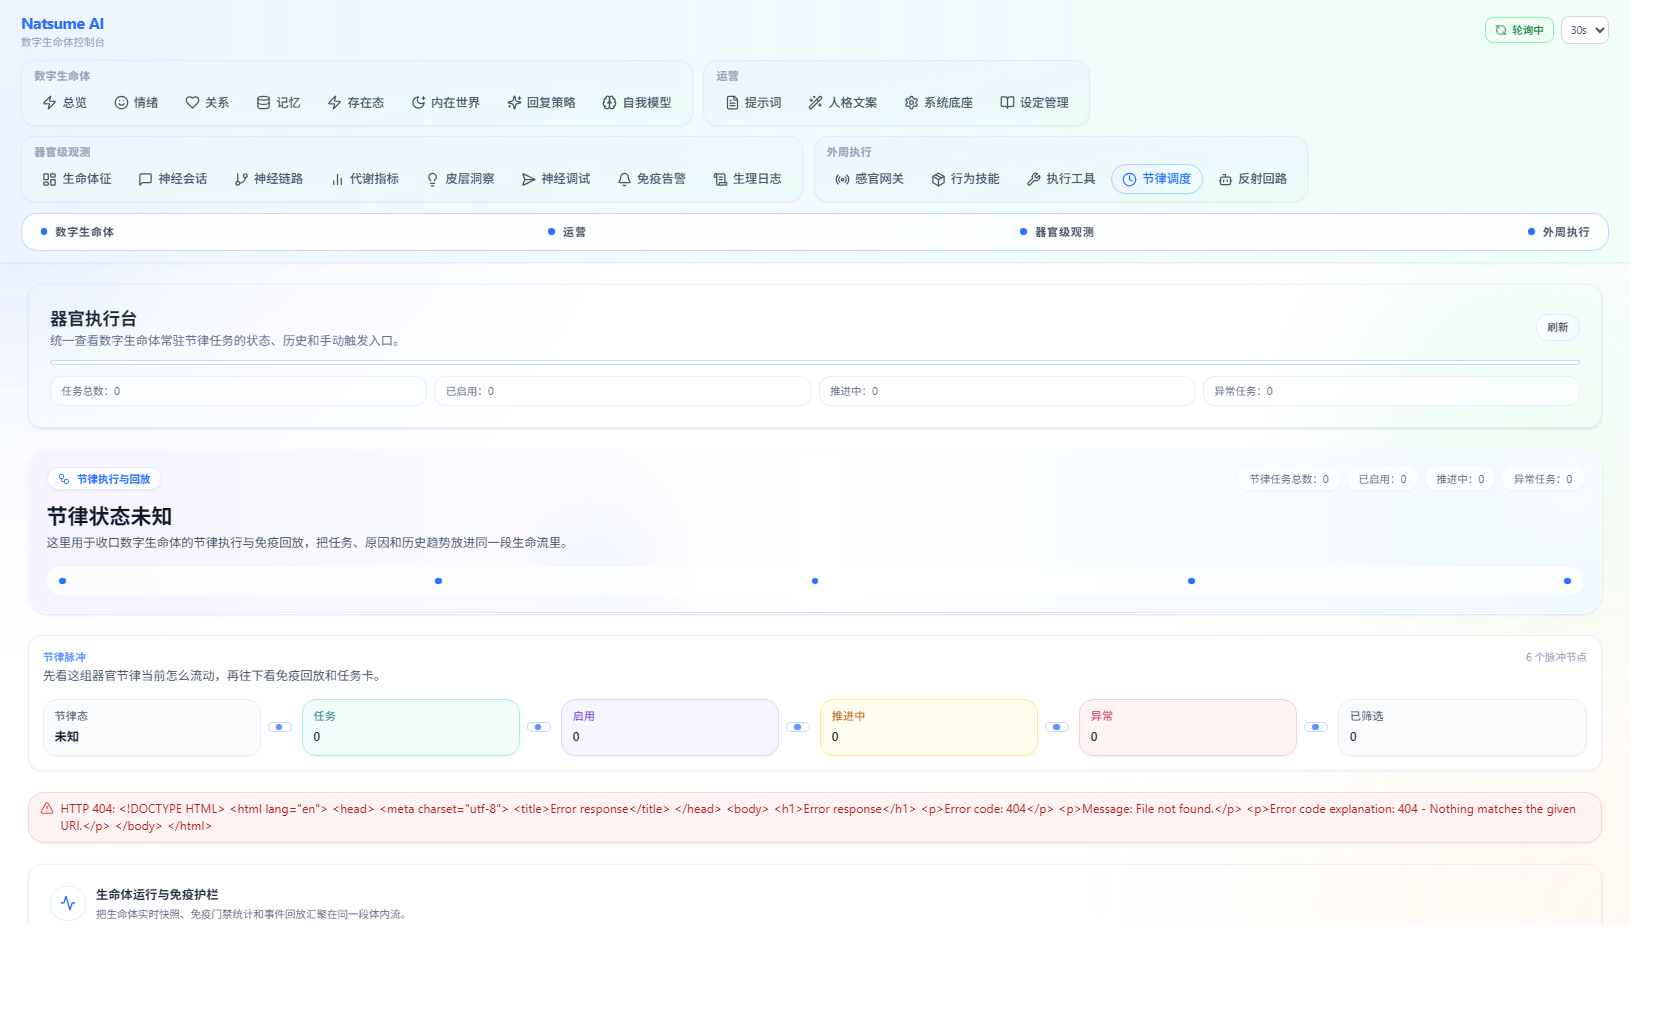 Natsume AI
数字生命体控制台
轮询中
30s
数字生命体
总览 情绪 关系 记忆 存在态 内在世界 回复策略 自我模型
运营
提示词 人格文案 系统底座 设定管理
器官级观测
生命体征 神经会话 神经链路 代谢指标 皮层洞察 神经调试 免疫告警 生理日志
外周执行
感官网关 行为技能 执行工具 节律调度 反射回路
数字生命体 运营 器官级观测 外周执行
器官执行台
统一查看数字生命体常驻节律任务的状态、历史和手动触发入口。
刷新
任务总数：0 已启用：0 推进中：0 异常任务：0
节律执行与回放
节律任务总数：0 已启用：0 推进中：0 异常任务：0
节律状态未知
这里用于收口数字生命体的节律执行与免疫回放，把任务、原因和历史趋势放进同一段生命流里。
节律脉冲
6 个脉冲节点
先看这组器官节律当前怎么流动，再往下看免疫回放和任务卡。
节律态
未知
任务
0
启用
0
推进中
0
异常
0
已筛选
0
HTTP 404: <!DOCTYPE HTML> <html lang="en"> <head> <meta charset="utf-8"> <title>Error response</title> </head> <body> <h1>Error response</h1> <p>Error code: 404</p> <p>Message: File not found.</p> <p>Error code explanation: 404 - Nothing matches the given
URI.</p> </body> </html>
生命体运行与免疫护栏
把生命体实时快照、免疫门禁统计和事件回放汇聚在同一段体内流。